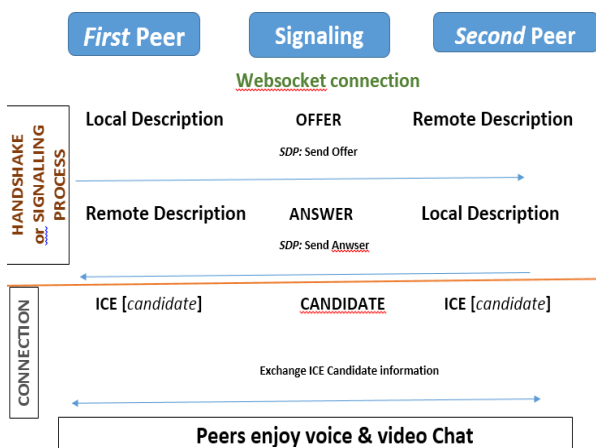 First Peer
Signaling
Second Peer
Websocket connection
HANDSHAKE
or SIGNALLING
PROCESS
Local Description
OFFER
Remote Description
SDP: Send Offer
Remote Description
ANSWER
Local Description
SDP: Send Anwser
CONNECTION
ICE [candidate]
CANDIDATE
ICE [candidate]
Exchange ICE Candidate information
Peers enjoy voice & video Chat